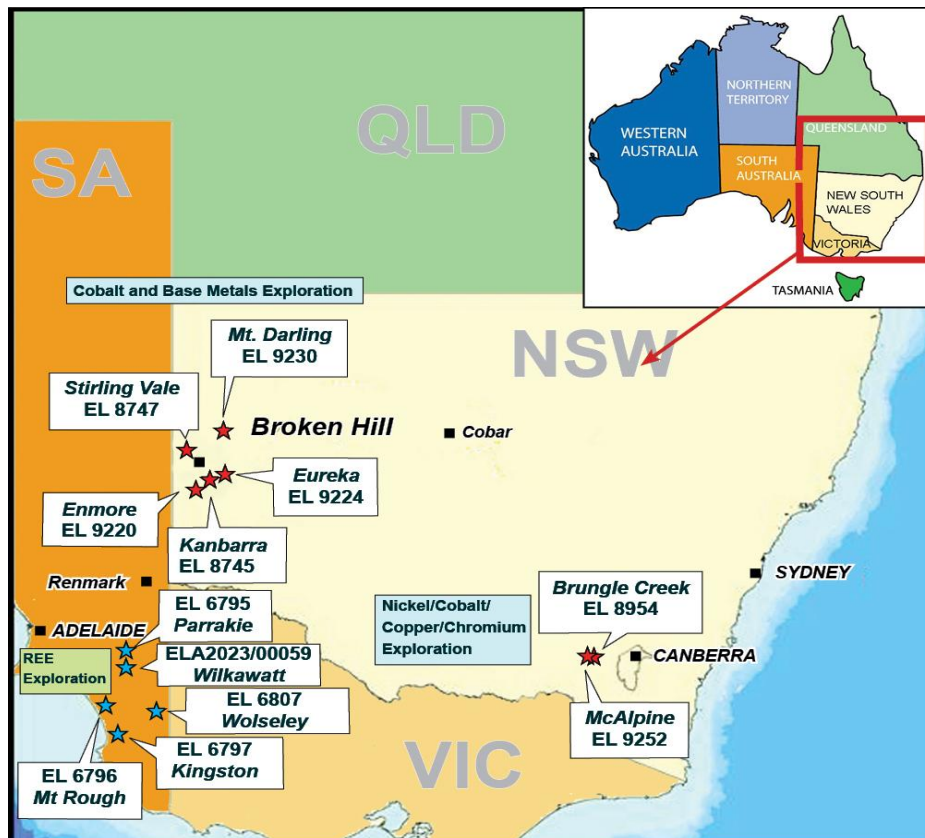 SA
QLD
NSW
VIC
WESTERN
AUSTRALIA
NORTHERN
TERRITORY
QUEENSLAND
SOUTH
AUSTRALIA
NEW SOUTH
WALES
VICTORIA
TASMANIA
Cobalt and Base Metals Exploration
Mt. Darling
EL 9230
Stirling Vale
EL 8747
Broken Hill
Cobar
Eureka
EL 9224
Enmore
EL 9220
Kanbarra
EL 8745
Renmark
ADELAIDE
EL 6795
Parrakie
REE
Exploration
ELA2023/00059
Wilkawatt
EL 6807
Wolseley
EL 6797
Kingston
EL 6796
Mt Rough
Nickel/Cobalt/
Copper/Chromium
Exploration
Brungle Creek
EL 8954
SYDNEY
CANBERRA
McAlpine
EL 9252